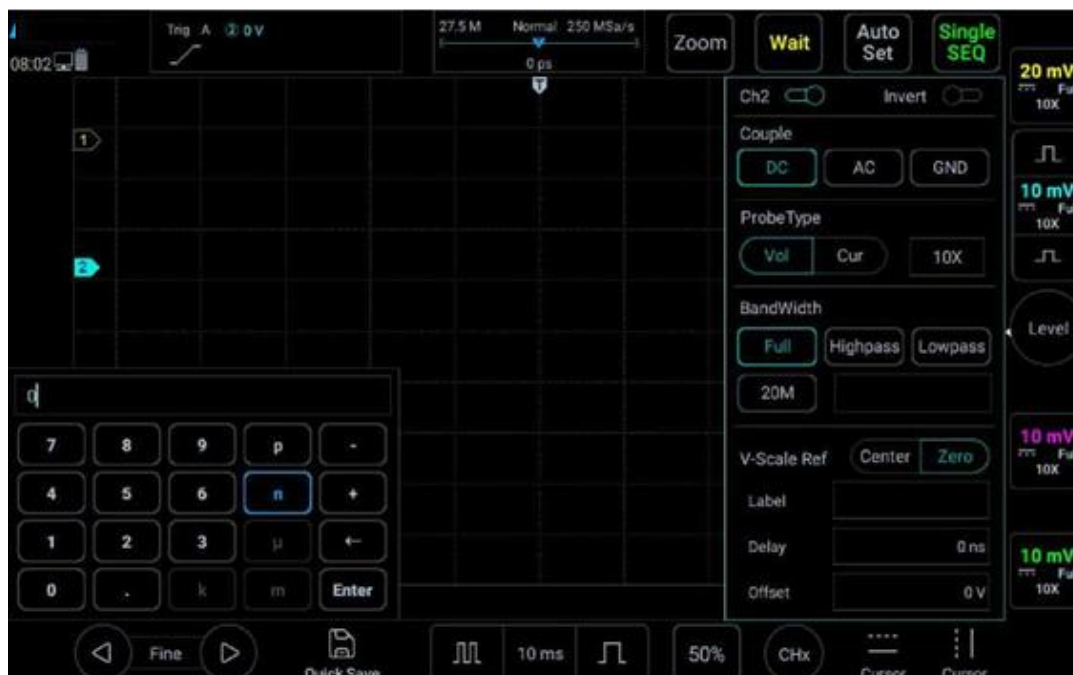 27.5 M Normal 250 MSa/s
Trig A ② 0 V
0 ps
T
08:02
Zoom
Wait
Auto
Set
Single
SEQ
20 mV
10X
Ch2 Invert
1
Couple
DC AC GND
10 mV
10X
ProbeType
2
Vol Cur 10X
BandWidth
Level
Full Highpass Lowpass
0
20M
7 8 9 p -
V-Scale Ref Center Zero
10 mV
10X
4 5 6 n +
Label
1 2 3 μ ←
Delay 0 ns
10 mV
10X
0 . k m Enter
Offset 0 V
Fine
10 ms
50%
CHx
Quick Save
Cursor
Cursor